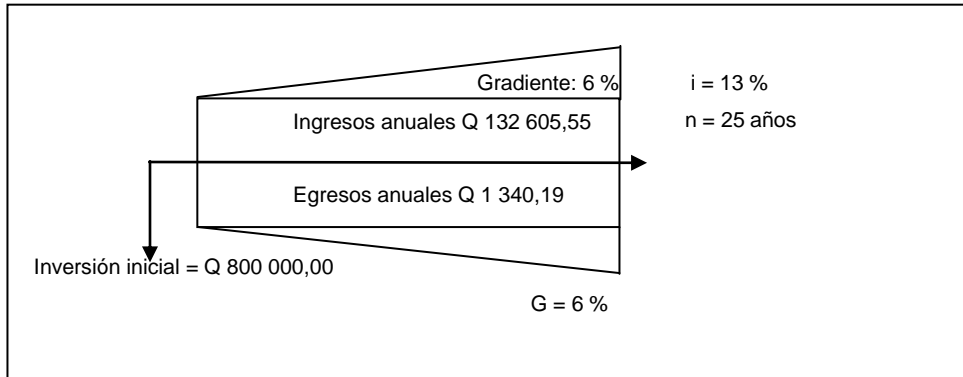 Gradiente: 6 %
i = 13 %
Ingresos anuales Q 132 605,55
n = 25 años
Egresos anuales Q 1 340,19
Inversión inicial = Q 800 000,00
G = 6 %